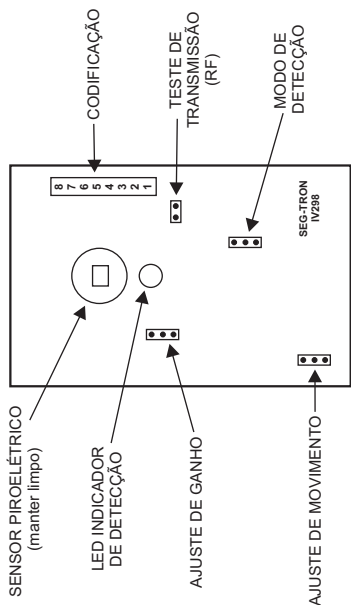 SENSOR PIROELÉTRICO
(manter limpo)
LED INDICADOR
DE DETECÇÃO
AJUSTE DE GANHO
AJUSTE DE MOVIMENTO
8
7
6
5
4
3
2
1
SEG-TRON
IV298
CODIFICAÇÃO
TESTE DE
TRANSMISSÃO
(RF)
MODO DE
DETECÇÃO